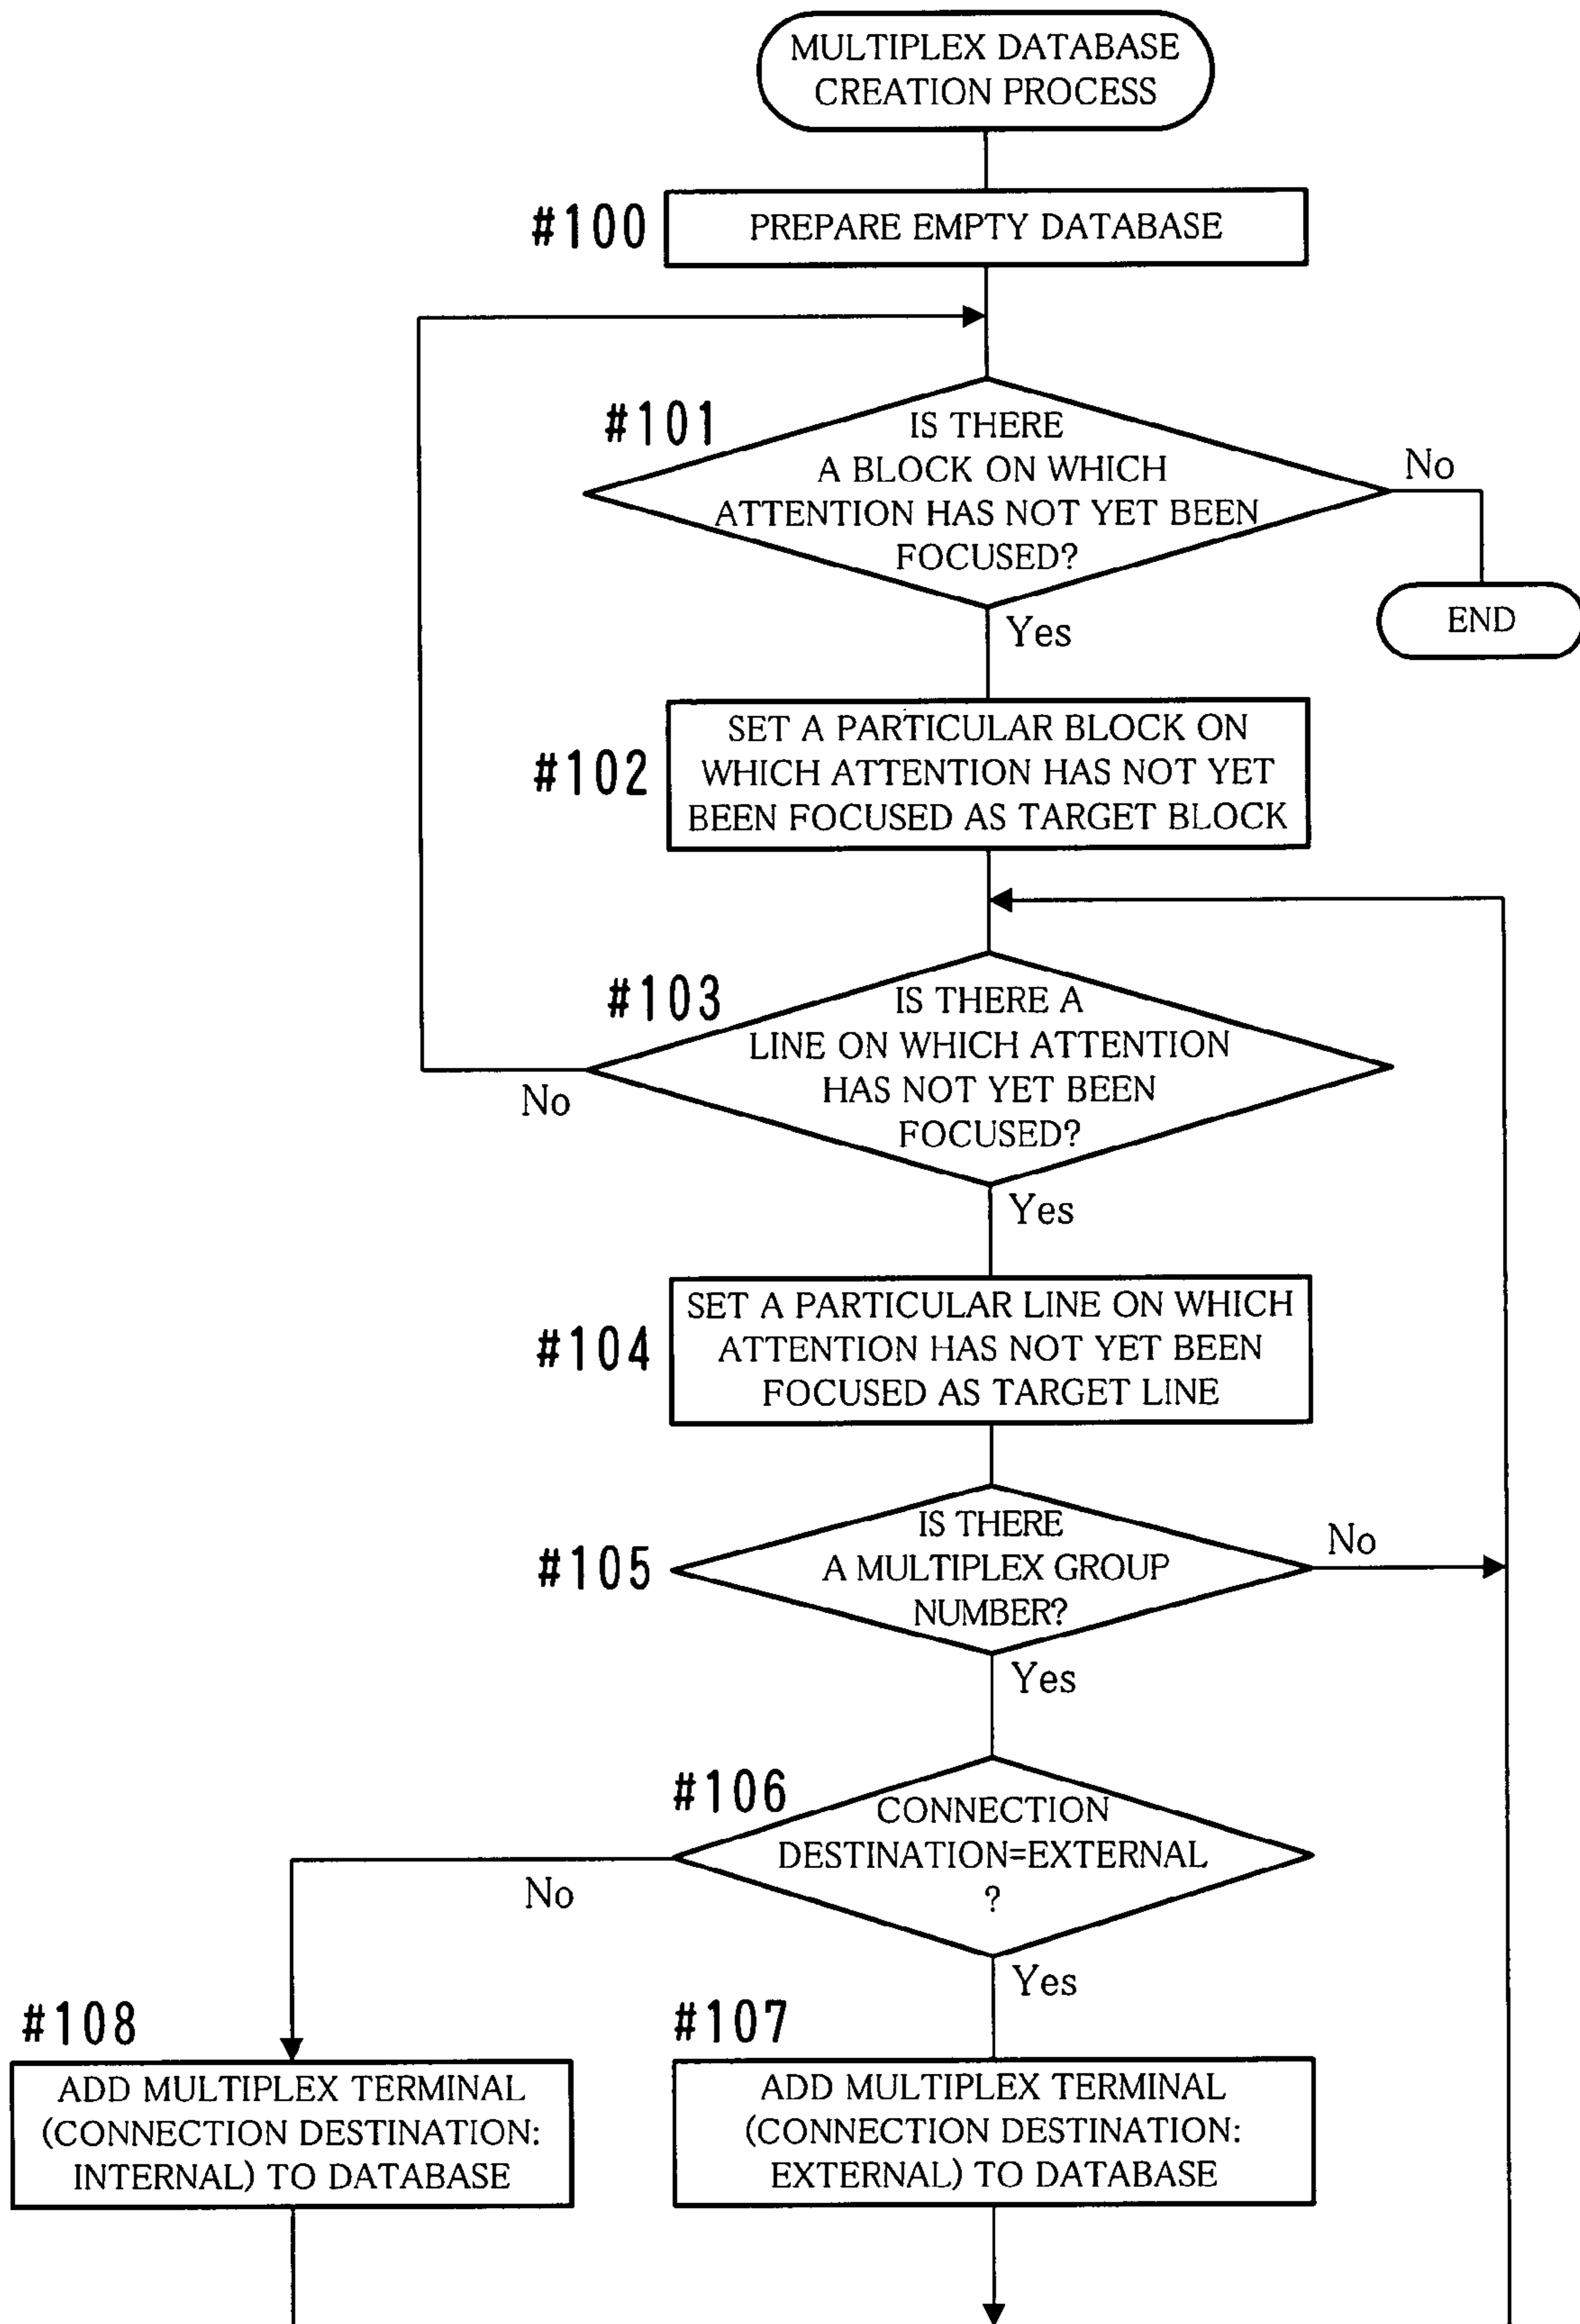 MULTIPLEX DATABASE
CREATION PROCESS
#100
PREPARE EMPTY DATABASE
#101
IS THERE
A BLOCK ON WHICH
ATTENTION HAS NOT YET BEEN
FOCUSED?
No
END
Yes
#102
SET A PARTICULAR BLOCK ON
WHICH ATTENTION HAS NOT YET
BEEN FOCUSED AS TARGET BLOCK
#103
IS THERE A
LINE ON WHICH ATTENTION
HAS NOT YET BEEN
FOCUSED?
No
Yes
#104
SET A PARTICULAR LINE ON WHICH
ATTENTION HAS NOT YET BEEN
FOCUSED AS TARGET LINE
#105
IS THERE
A MULTIPLEX GROUP
NUMBER?
No
Yes
#106
CONNECTION
DESTINATION=EXTERNAL
?
No
Yes
#108
ADD MULTIPLEX TERMINAL
(CONNECTION DESTINATION:
INTERNAL) TO DATABASE
#107
ADD MULTIPLEX TERMINAL
(CONNECTION DESTINATION:
EXTERNAL) TO DATABASE